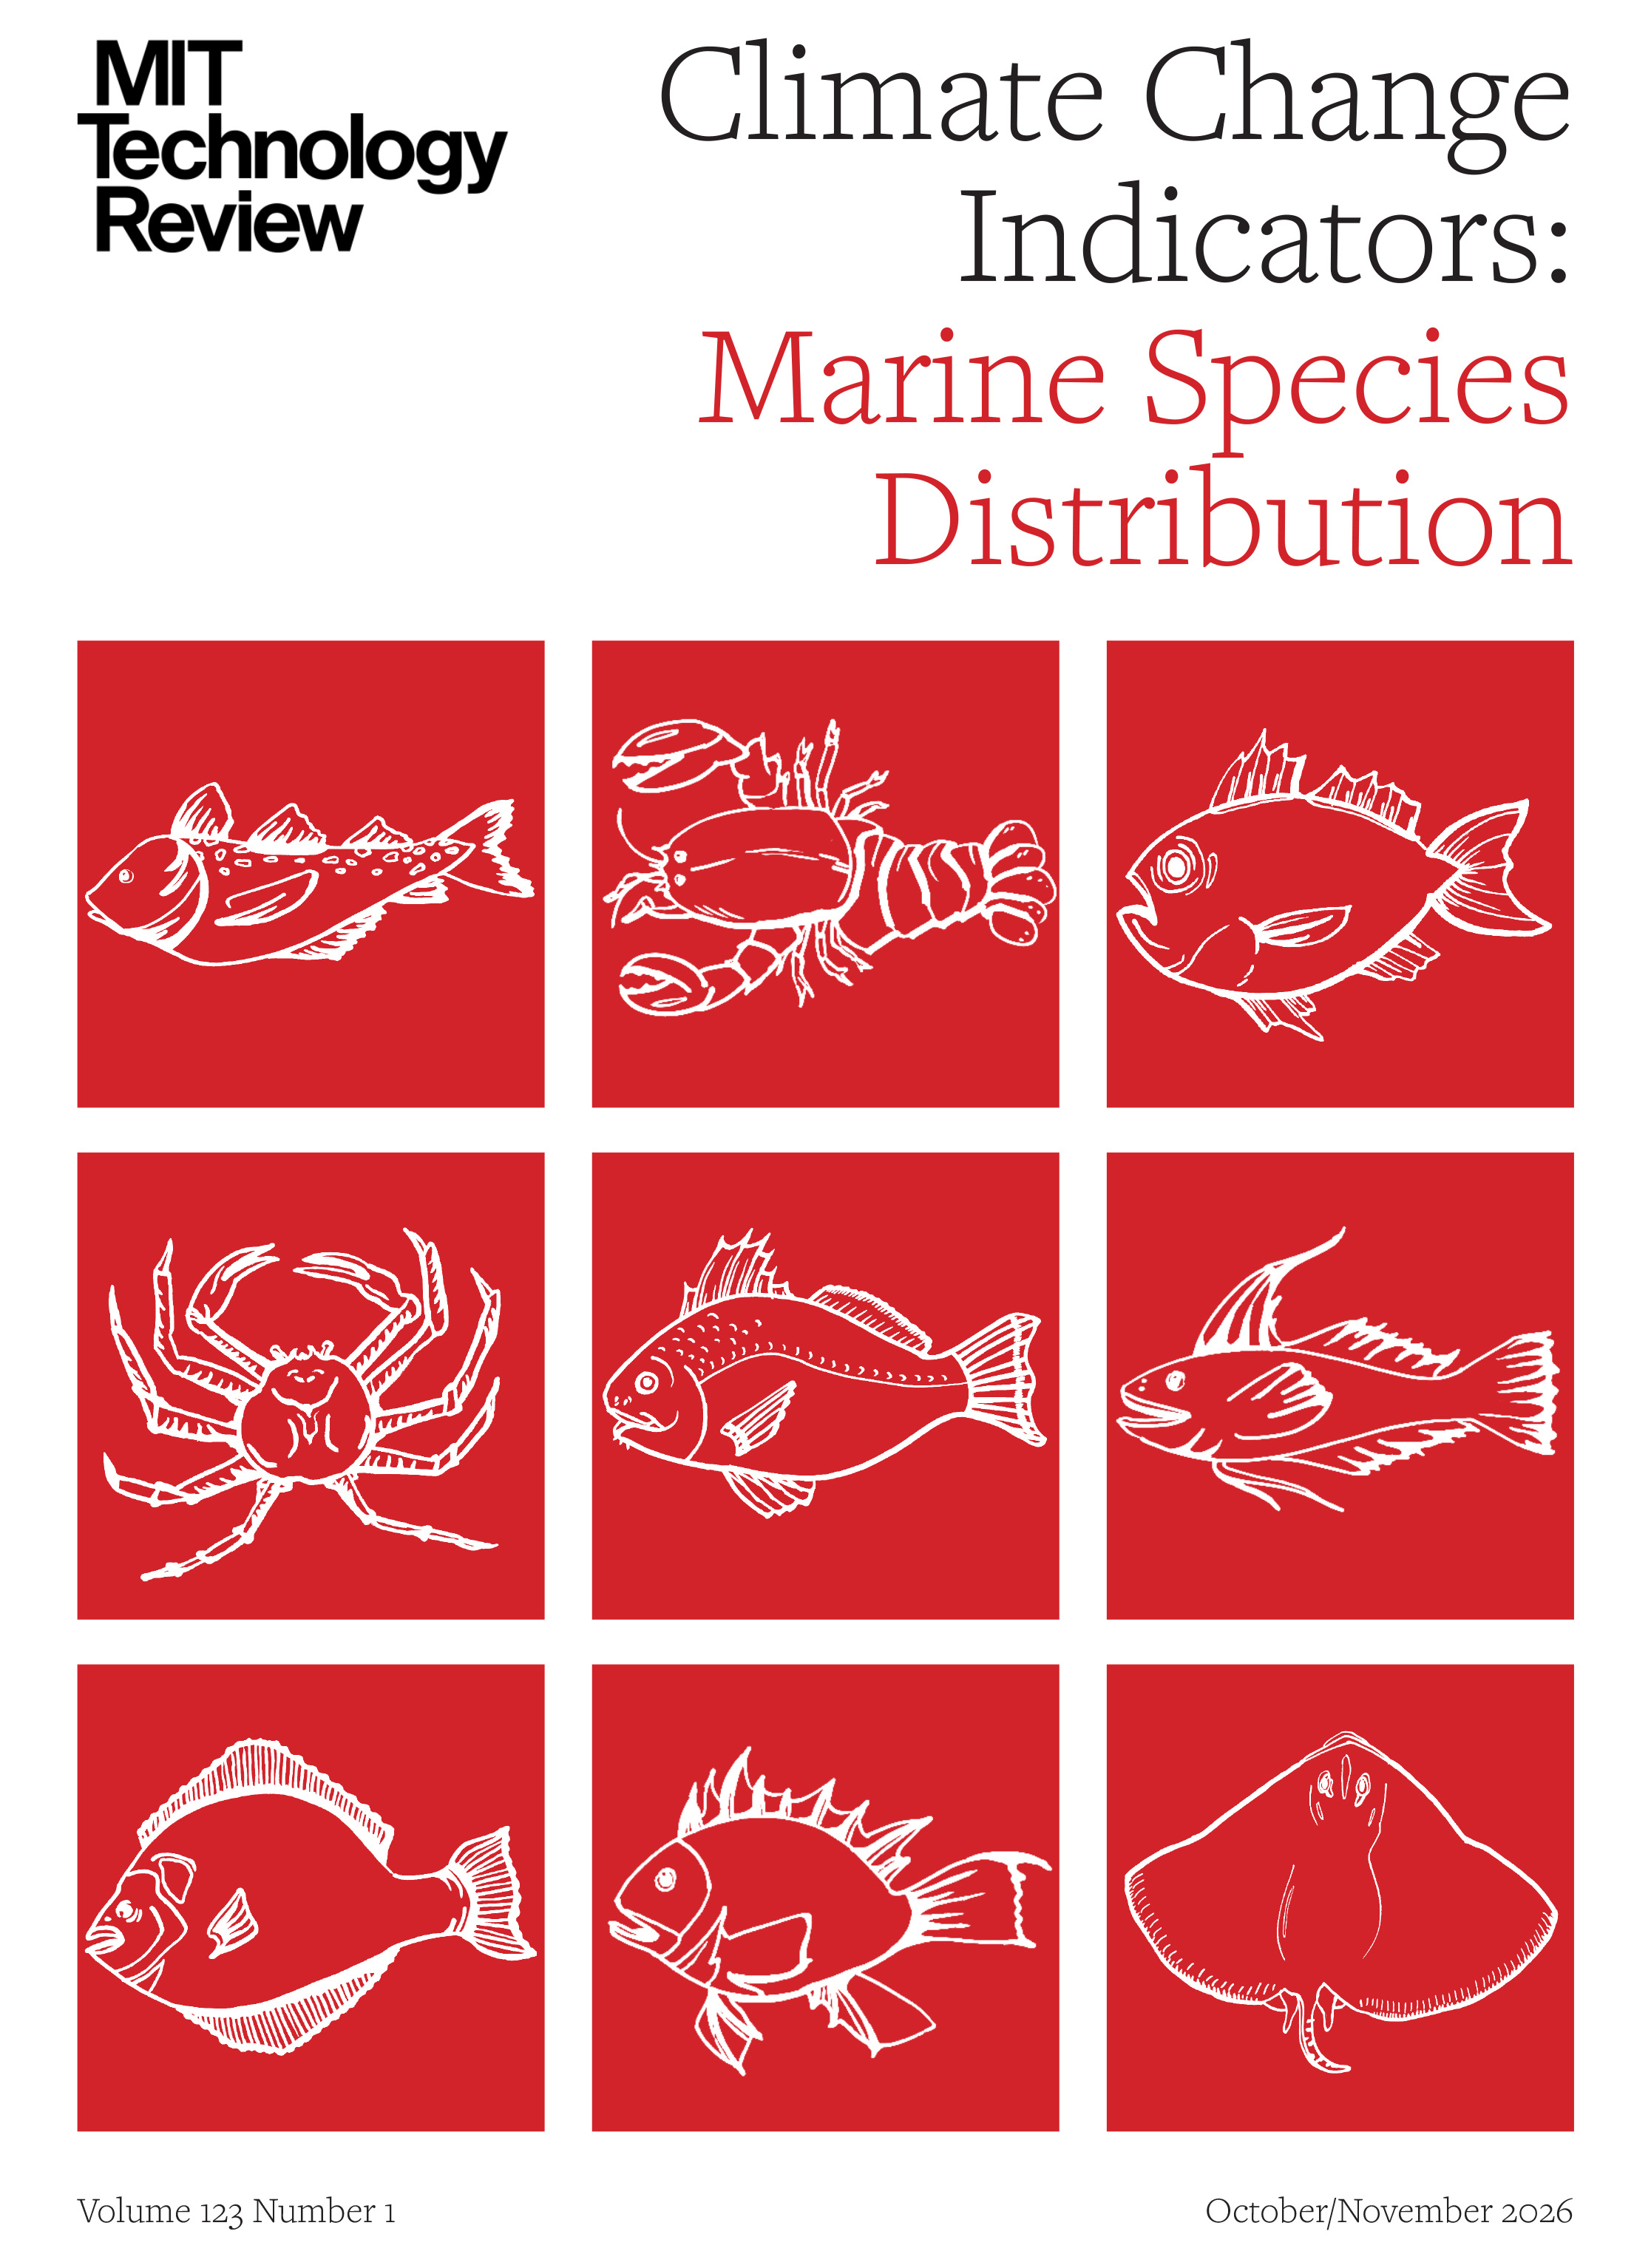 MIT
Technology
Review
Climate Change
Indicators:
Marine Species
Distribution
Volume 123 Number 1
October/November 2026